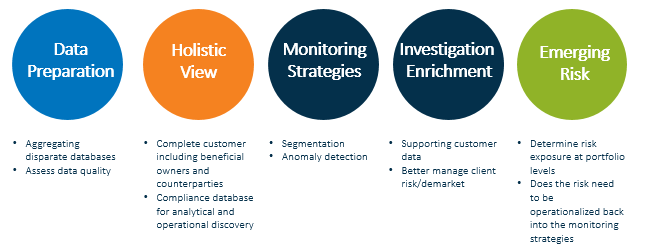 Data
Preparation
Holistic
View
Monitoring
Strategies
Investigation
Enrichment
Emerging
Risk
• Aggregating
disparate databases
• Assess data quality
• Complete customer
including beneficial
owners and
counterparties
• Compliance database
for analytical and
operational discovery
• Segmentation
• Anomaly detection
• Supporting customer
data
• Better manage client
risk/demarket
• Determine risk
exposure at portfolio
levels
• Does the risk need
to be
operationalized back
into the monitoring
strategies